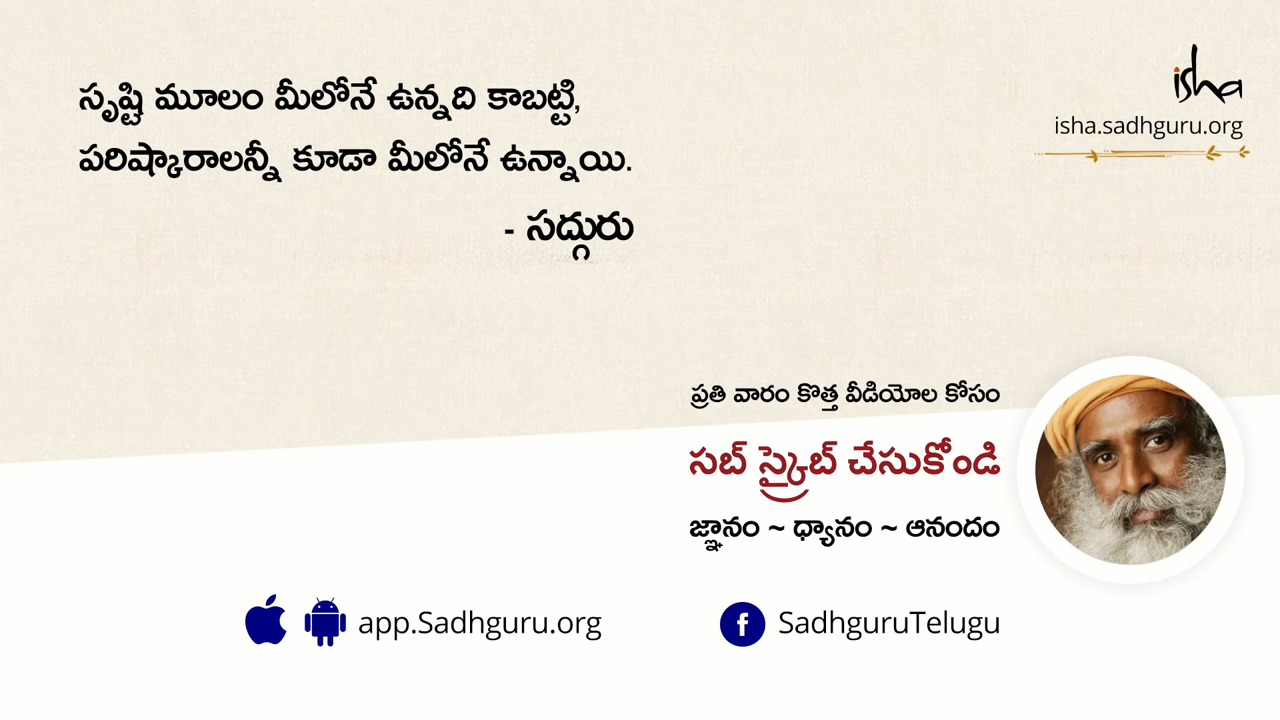 సృష్టి మూలం మీలోనే ఉన్నది కాబట్టి,
పరిష్కారాలన్నీ కూడా మీలోనే ఉన్నాయి.
- సద్గురు
isha
isha.sadhguru.org
ప్రతి వారం కొత్త వీడియోల కోసం
సబ్ స్క్రైబ్ చేసుకోండి
జ్ఞానం ~ ధ్యానం ~ ఆనందం
app.Sadhguru.org
SadhguruTelugu